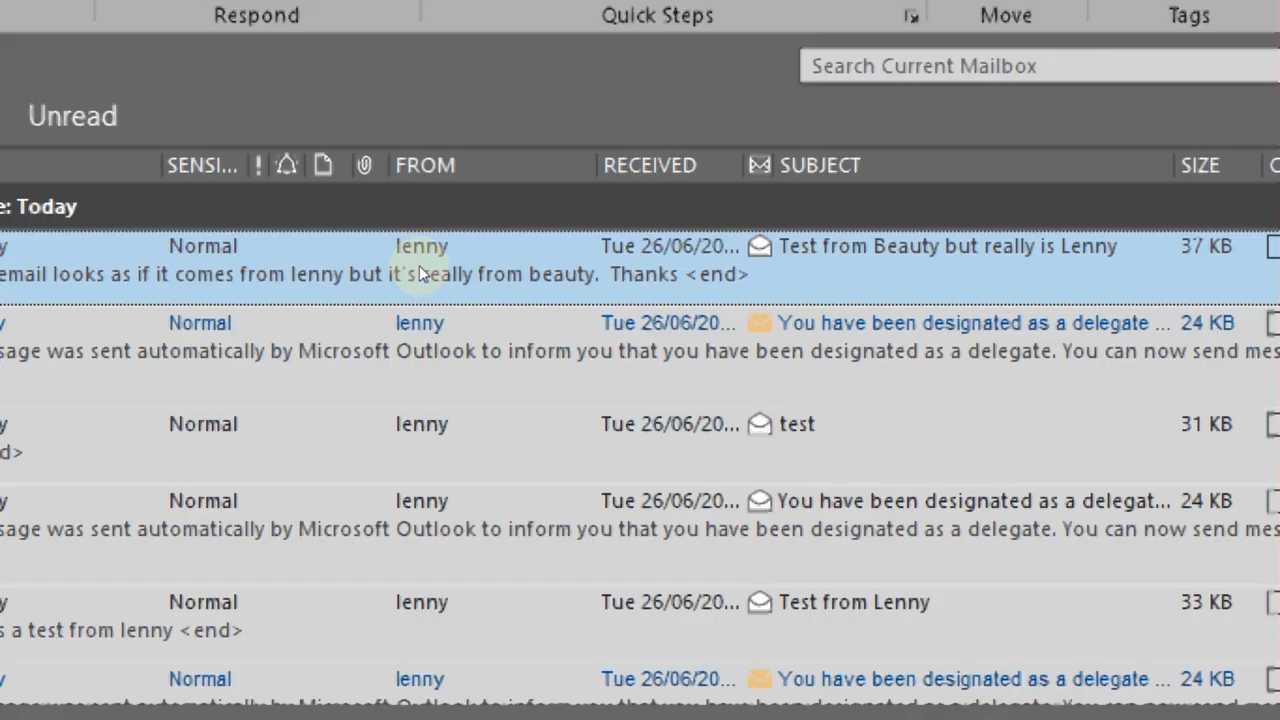 Respond Quick Steps Move Tags
Search Current Mailbox
Unread
SENSI... ! FROM RECEIVED SUBJECT SIZE
e: Today
y Normal lenny Tue 26/06/20... Test from Beauty but really is Lenny 37 KB
email looks as if it comes from lenny but it's really from beauty. Thanks <end>
y Normal lenny Tue 26/06/20... You have been designated as a delegate ... 24 KB
sage was sent automatically by Microsoft Outlook to inform you that you have been designated as a delegate. You can now send mes
y Normal lenny Tue 26/06/20... test 31 KB
nd>
y Normal lenny Tue 26/06/20... You have been designated as a delegat... 24 KB
sage was sent automatically by Microsoft Outlook to inform you that you have been designated as a delegate. You can now send mes
y Normal lenny Tue 26/06/20... Test from Lenny 33 KB
s a test from lenny <end>
y Normal lenny Tue 26/06/20... You have been designated as a delegate ... 24 KB